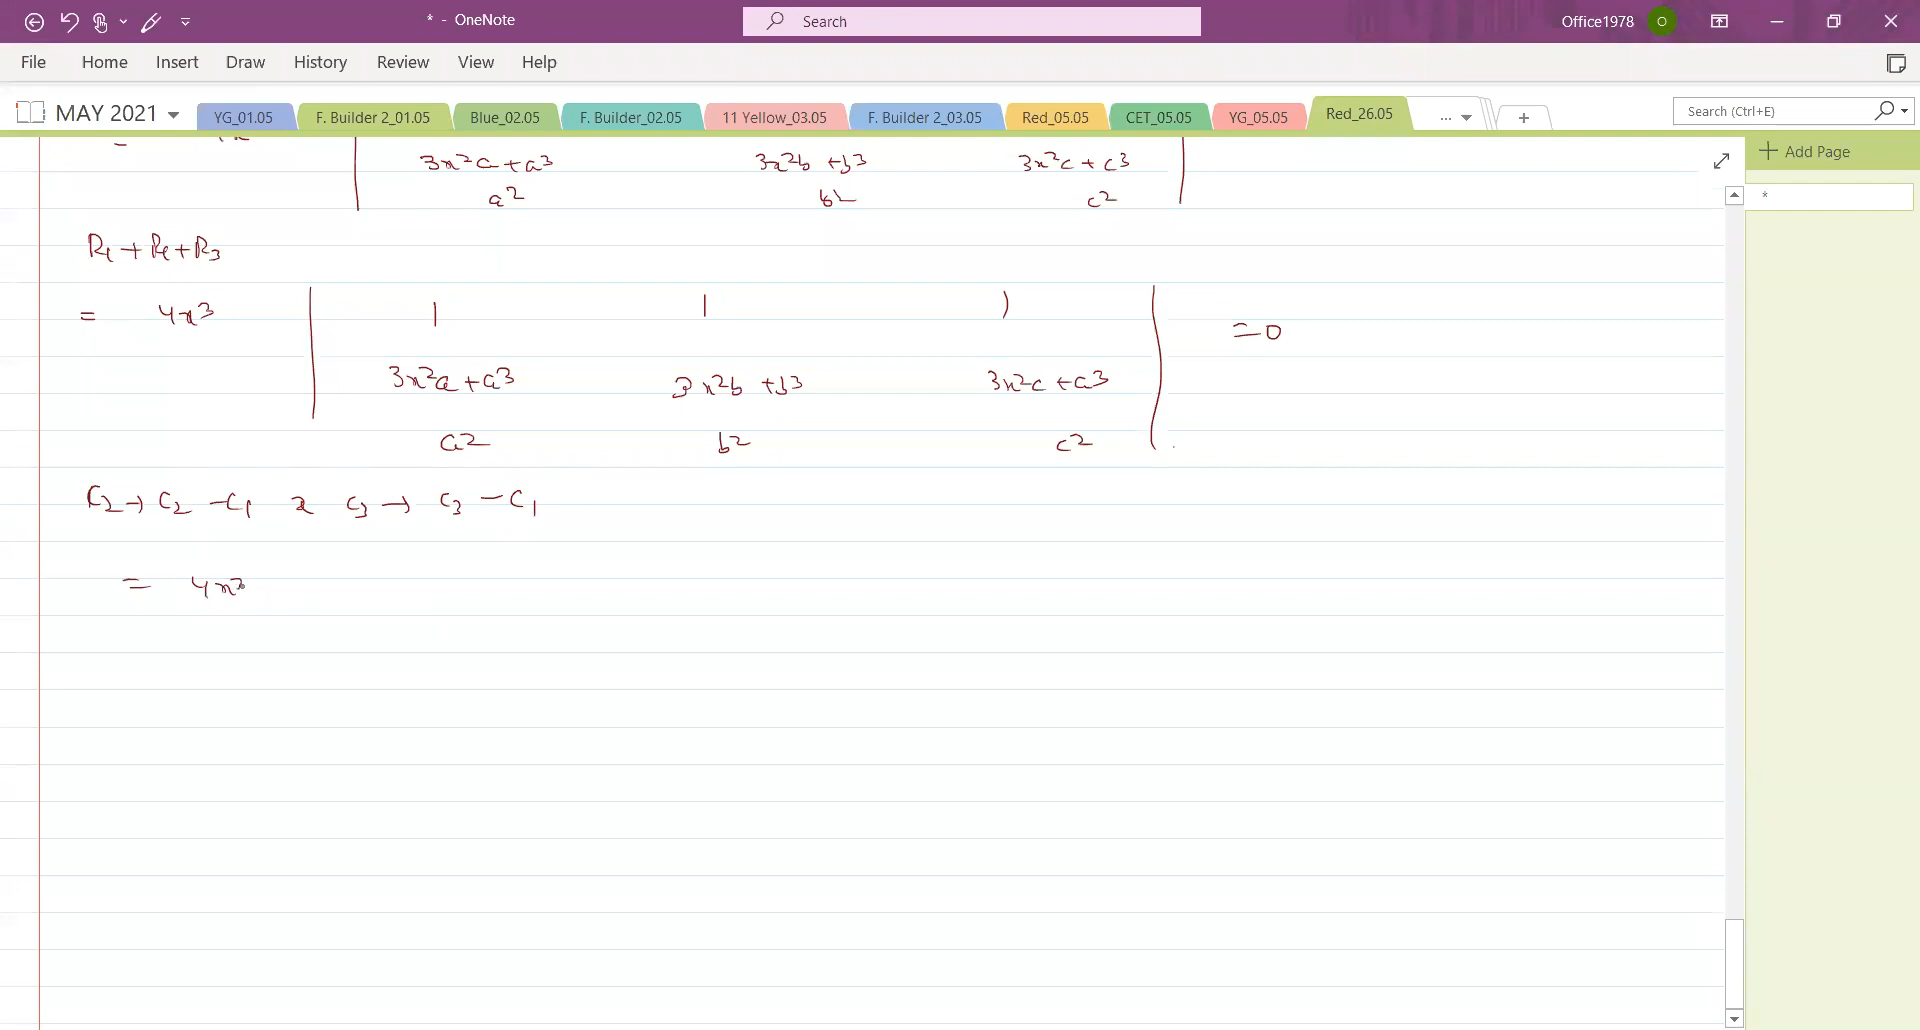 * - OneNote
Search
Office1978
O
File Home Insert Draw History Review View Help
MAY 2021
YG_01.05 F. Builder 2_01.05 Blue_02.05 F. Builder_02.05 11 Yellow_03.05 F. Builder 2_03.05 Red_05.05 CET_05.05 YG_05.05 Red_26.05 ... +
Search (Ctrl+E)
Add Page
*
3x²a + a³ 3x²b + b³ 3x²c + c³
a² b² c²
R₁ + R₂ + R₃
= 4x³ | 1 1 1 | = 0
3x²a + a³ 3x²b + b³ 3x²c + c³
a² b² c²
C₂ → C₂ - C₁ & C₃ → C₃ - C₁
= 4x³